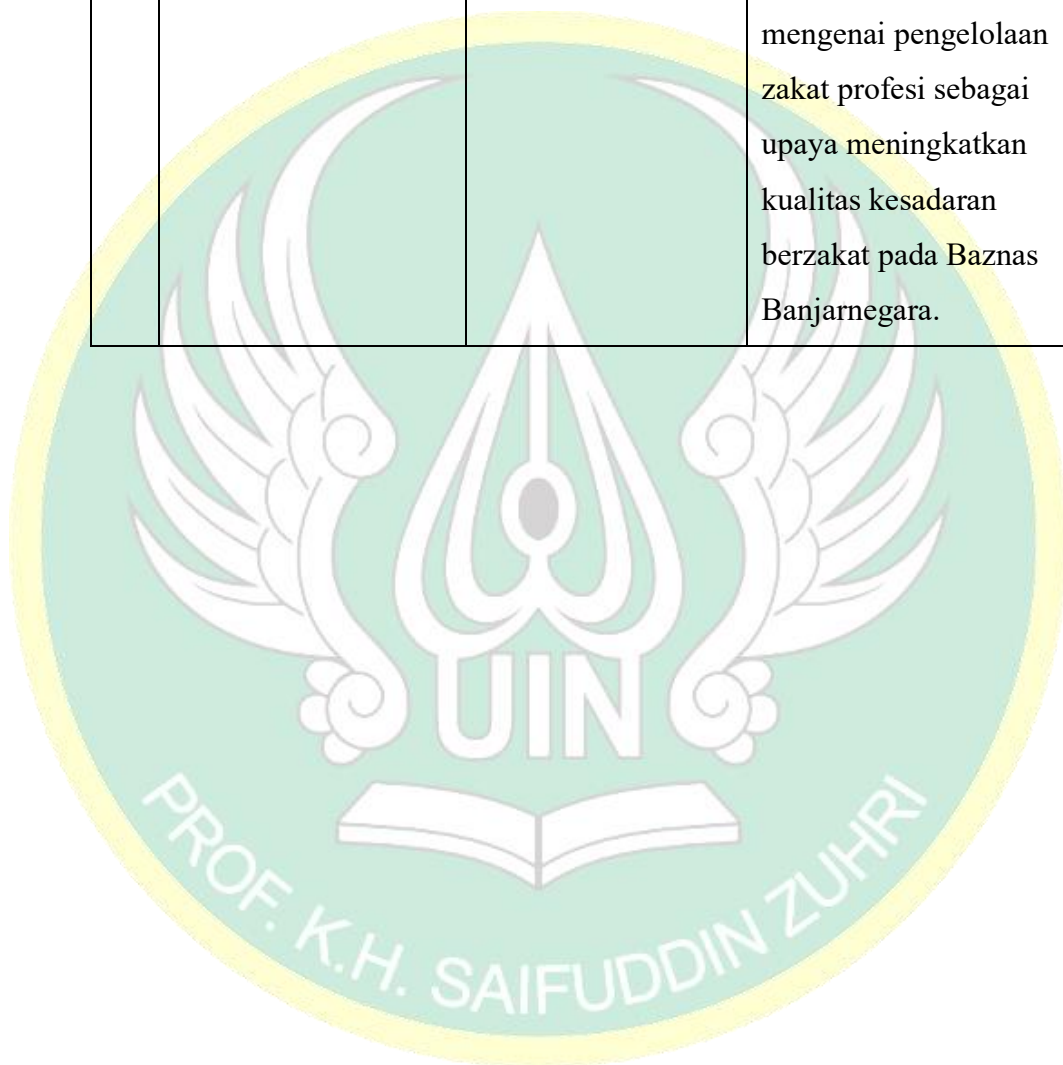 mengenai pengelolaan
zakat profesi sebagai
upaya meningkatkan
kualitas kesadaran
berzakat pada Baznas
Banjarnegara.
UIN
PROF. K.H. SAIFUDDIN ZUHRI